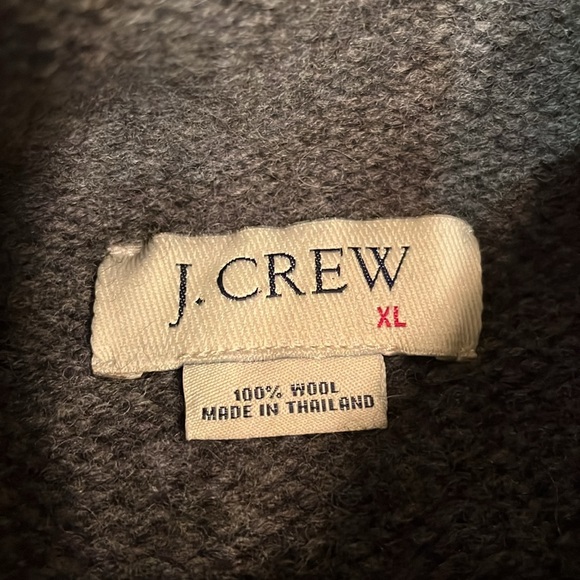 J. CREW
XL
100% WOOL
MADE IN THAILAND